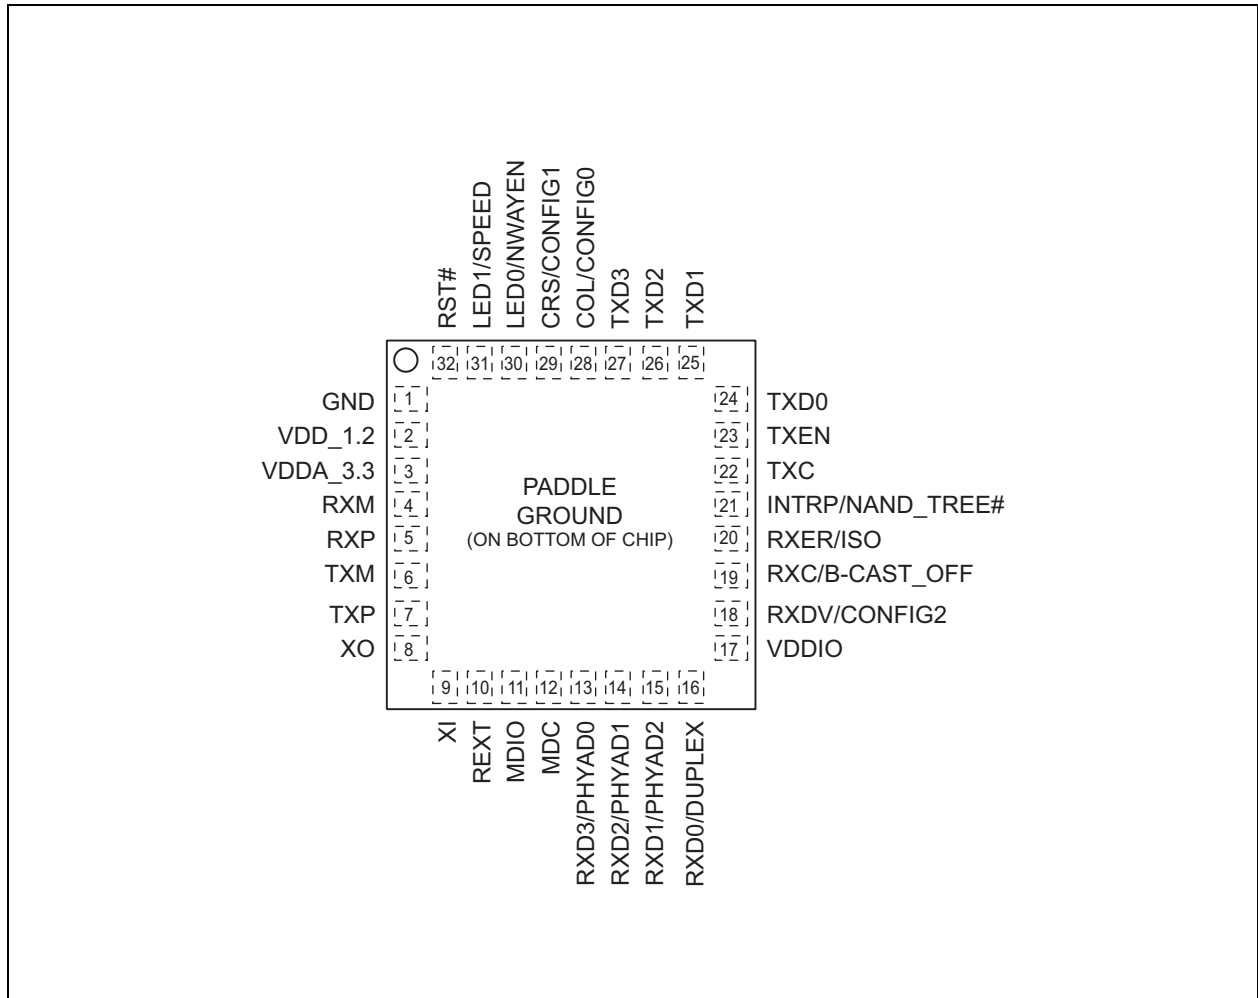 RST#
LED1/SPEED
LED0/NWAYEN
CRS/CONFIG1
COL/CONFIG0
TXD3
TXD2
TXD1
32
31
30
29
28
27
26
25
GND 1
VDD_1.2 2
VDDA_3.3 3
RXM 4
RXP 5
TXM 6
TXP 7
XO 8
PADDLE
GROUND
(ON BOTTOM OF CHIP)
24 TXD0
23 TXEN
22 TXC
21 INTRP/NAND_TREE#
20 RXER/ISO
19 RXC/B-CAST_OFF
18 RXDV/CONFIG2
17 VDDIO
9
10
11
12
13
14
15
16
XI
REXT
MDIO
MDC
RXD3/PHYAD0
RXD2/PHYAD1
RXD1/PHYAD2
RXD0/DUPLEX